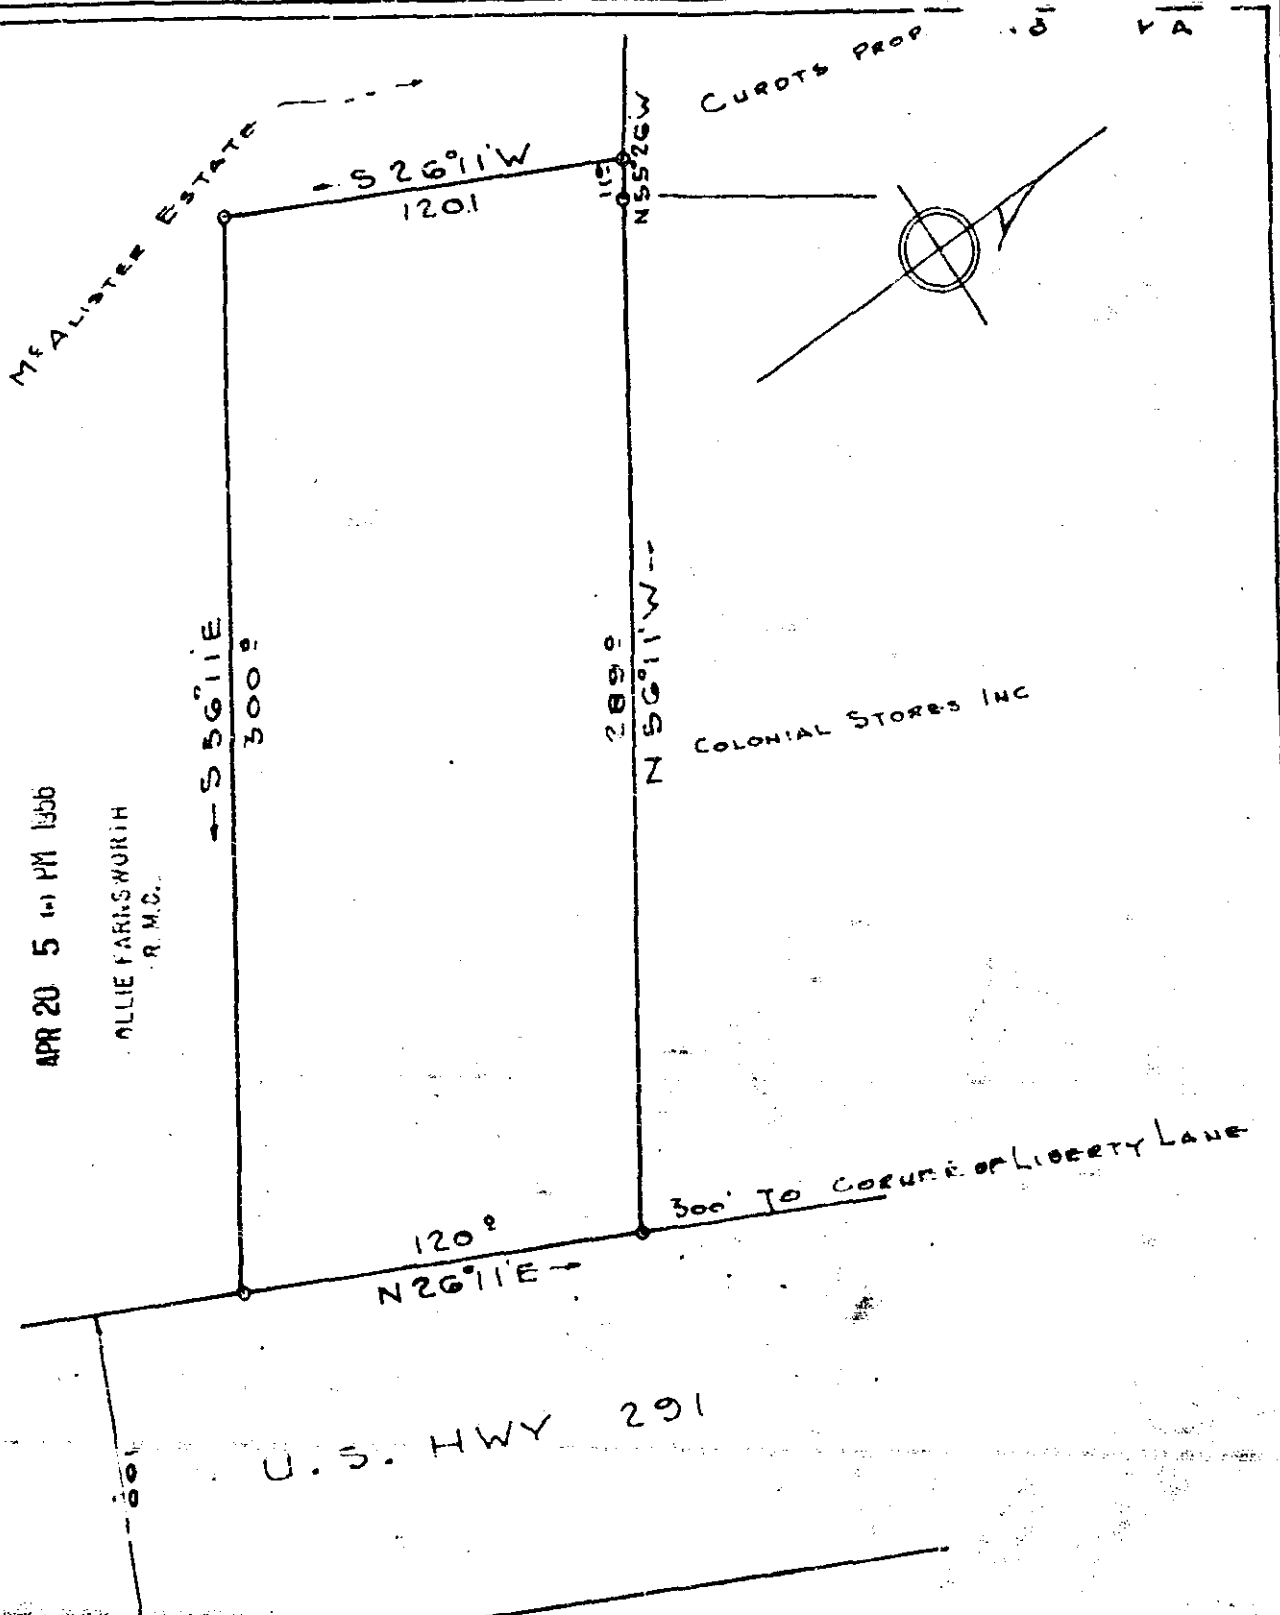 CUROTS PROP
McALISTER ESTATE
← S 26°11'W
120.1
11.9
N55°26'W
← S 56°11'E
300.0
289.0
N 56°11'W --
COLONIAL STORES INC
APR 20 5 PM 1956
OLLIE FARNSWORTH
R.M.C.
300' TO CORNER OF LIBERTY LANE
120.0
N 26°11'E →
U.S. HWY 291